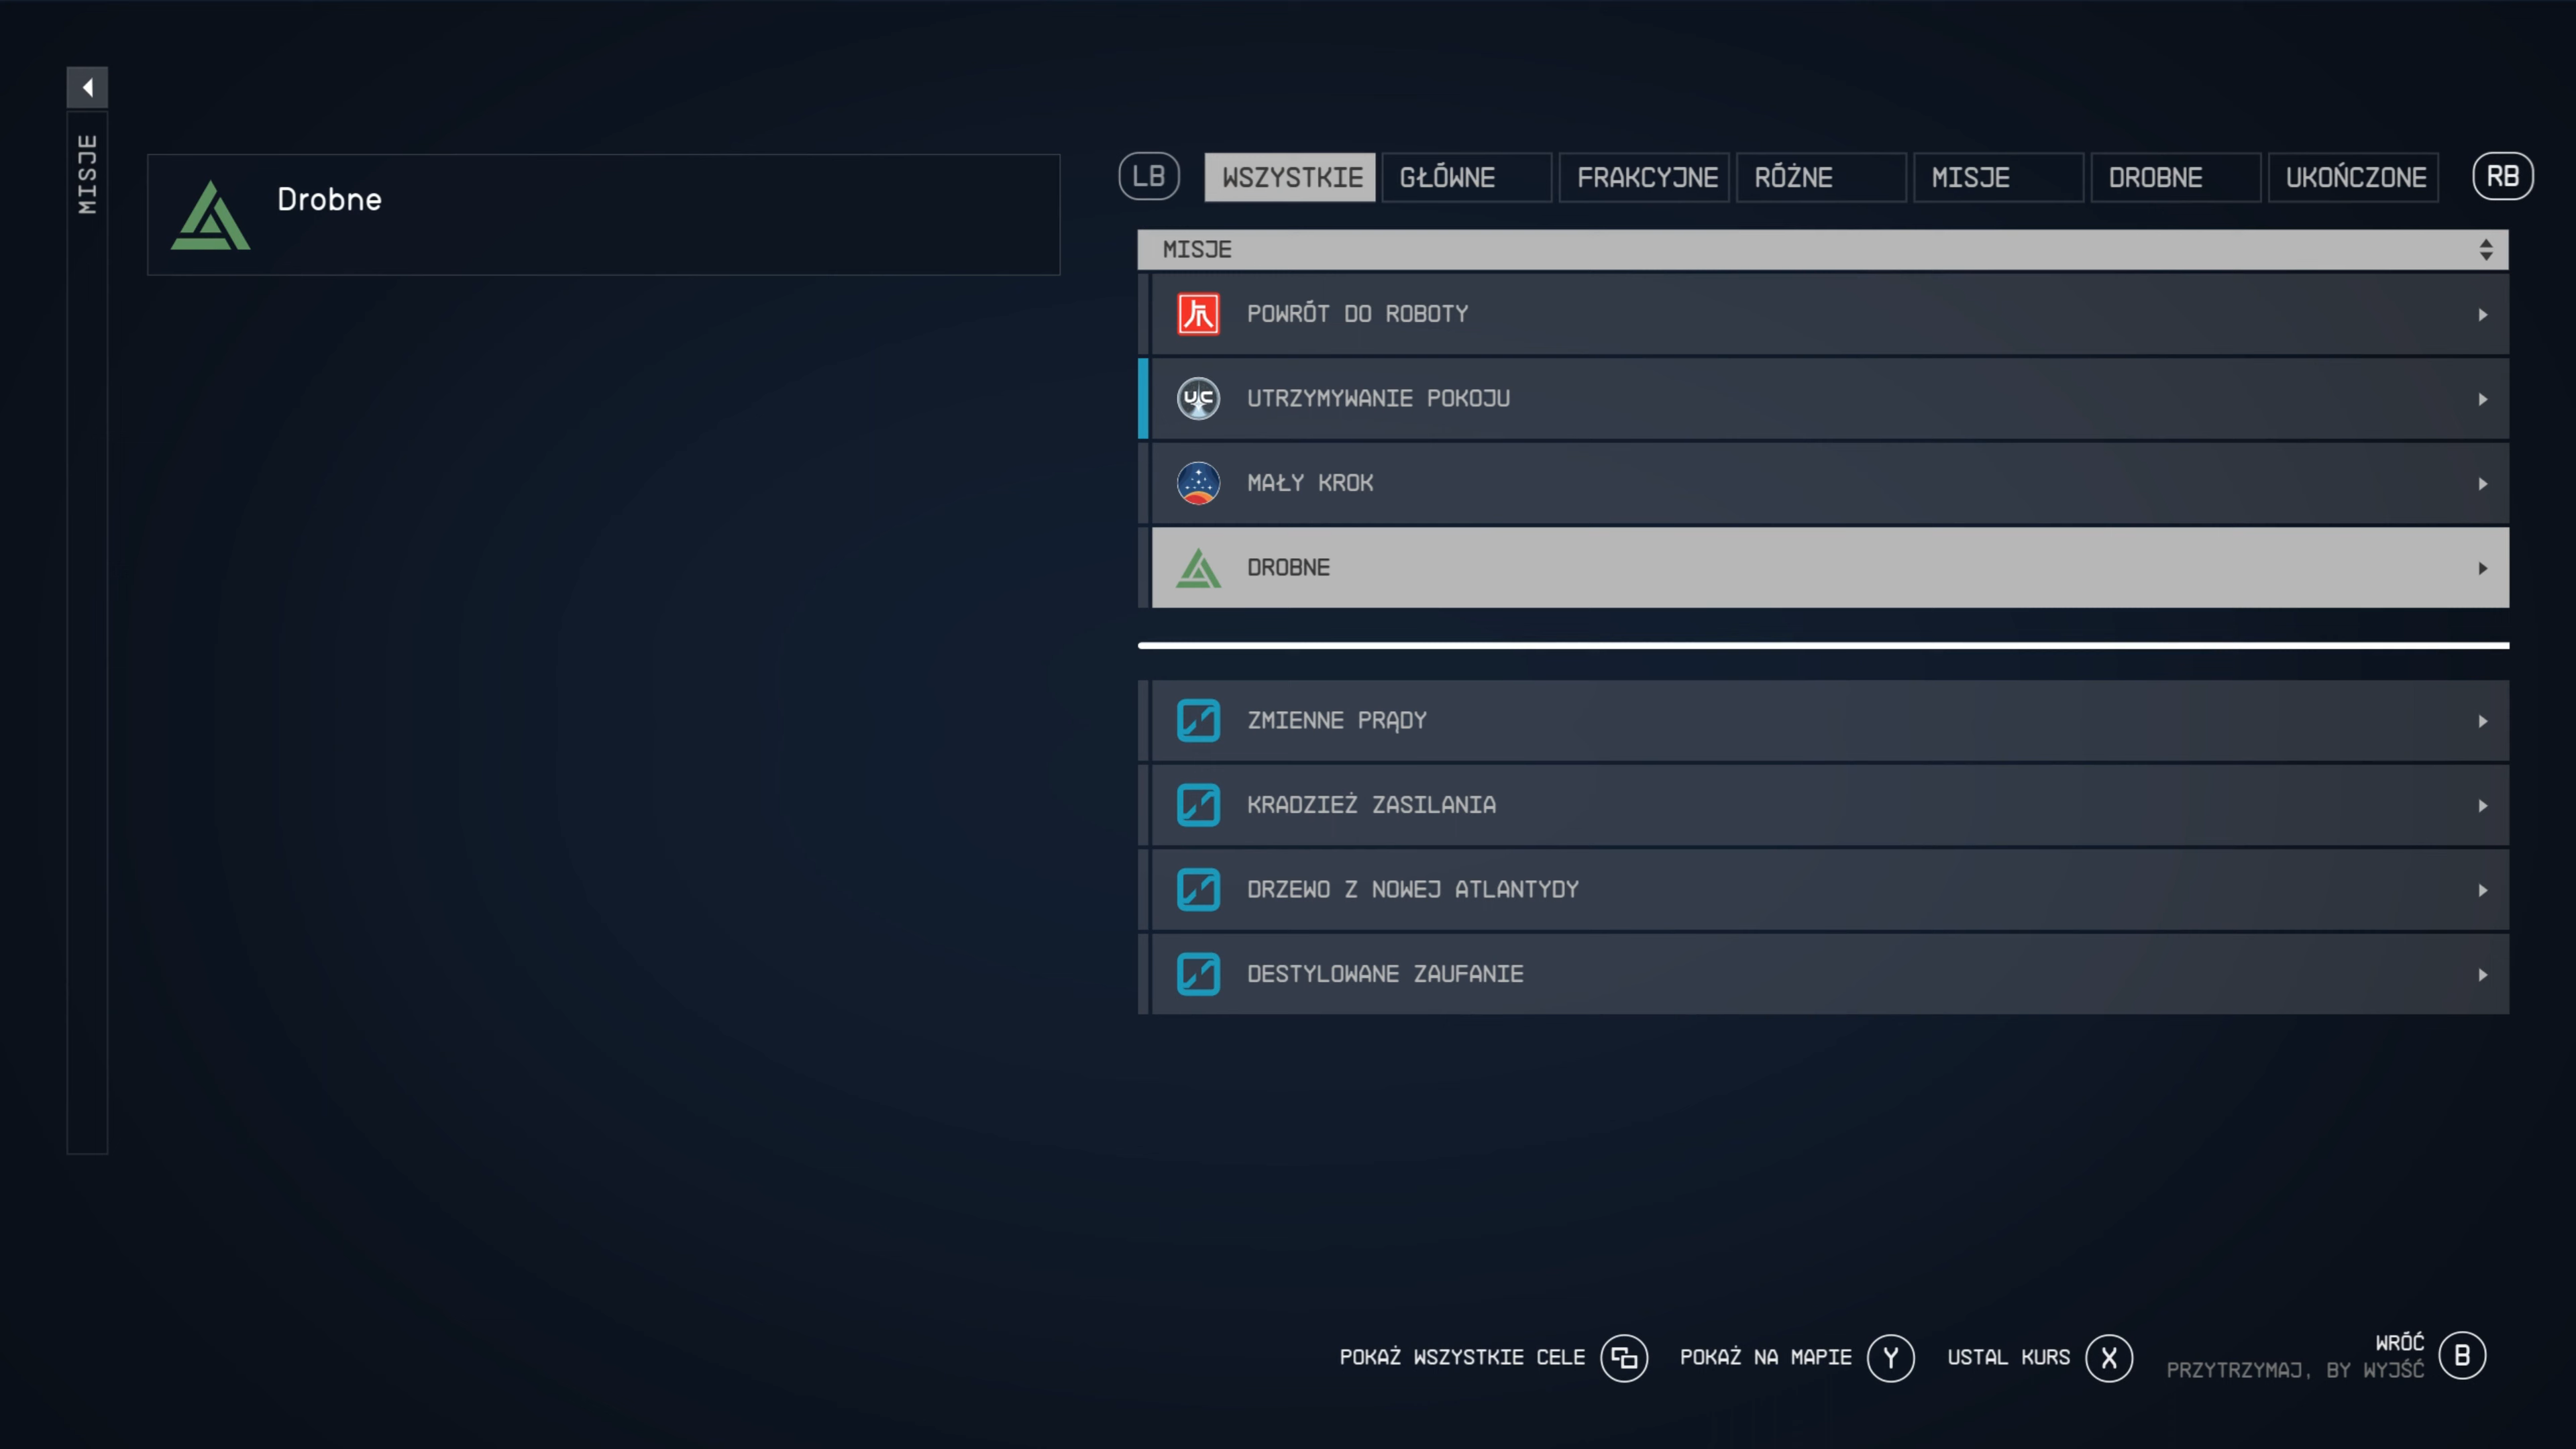 MISJE
Drobne
LB
WSZYSTKIE
GŁÓWNE
FRAKCYJNE
RÓŻNE
MISJE
DROBNE
UKOŃCZONE
RB
MISJE
POWRÓT DO ROBOTY
UC
UTRZYMYWANIE POKOJU
MAŁY KROK
DROBNE
ZMIENNE PRĄDY
KRADZIEŻ ZASILANIA
DRZEWO Z NOWEJ ATLANTYDY
DESTYLOWANE ZAUFANIE
POKAŻ WSZYSTKIE CELE
POKAŻ NA MAPIE Y
USTAL KURS X
WRÓĆ B
PRZYTRZYMAJ, BY WYJŚĆ